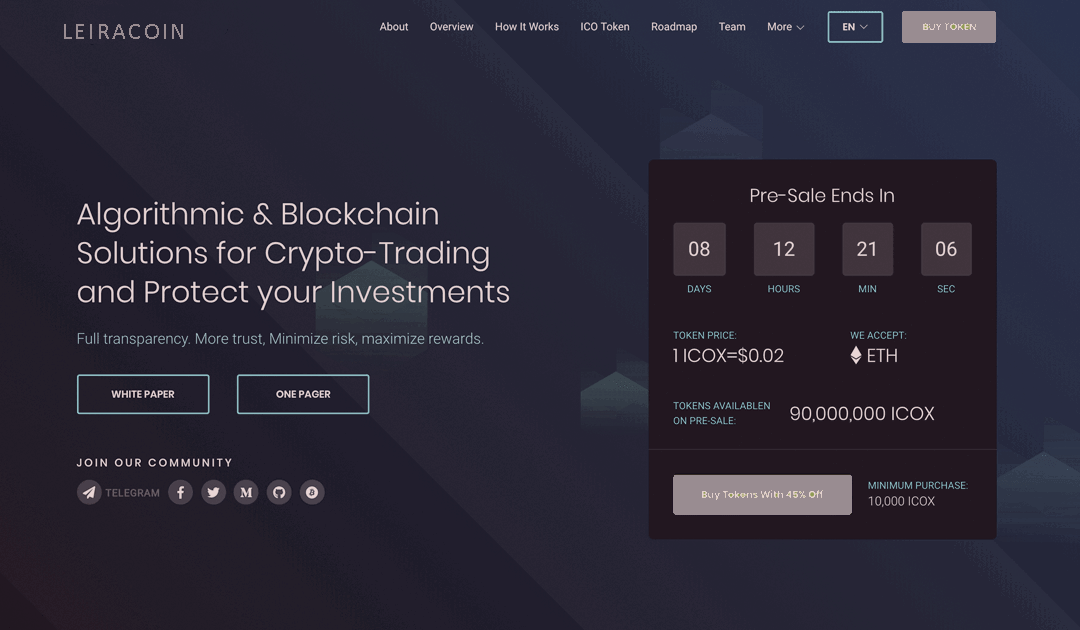 LEIRACOIN
About Overview How It Works ICO Token Roadmap Team More EN BUY TOKEN
Algorithmic & Blockchain
Solutions for Crypto-Trading
and Protect your Investments
Full transparency. More trust, Minimize risk, maximize rewards.
WHITE PAPER ONE PAGER
JOIN OUR COMMUNITY
TELEGRAM
Pre-Sale Ends In
08 12 21 06
DAYS HOURS MIN SEC
TOKEN PRICE: WE ACCEPT:
1 ICOX=$0.02 ETH
TOKENS AVAILABLEN
ON PRE-SALE:
90,000,000 ICOX
Buy Tokens With 45% Off
MINIMUM PURCHASE:
10,000 ICOX